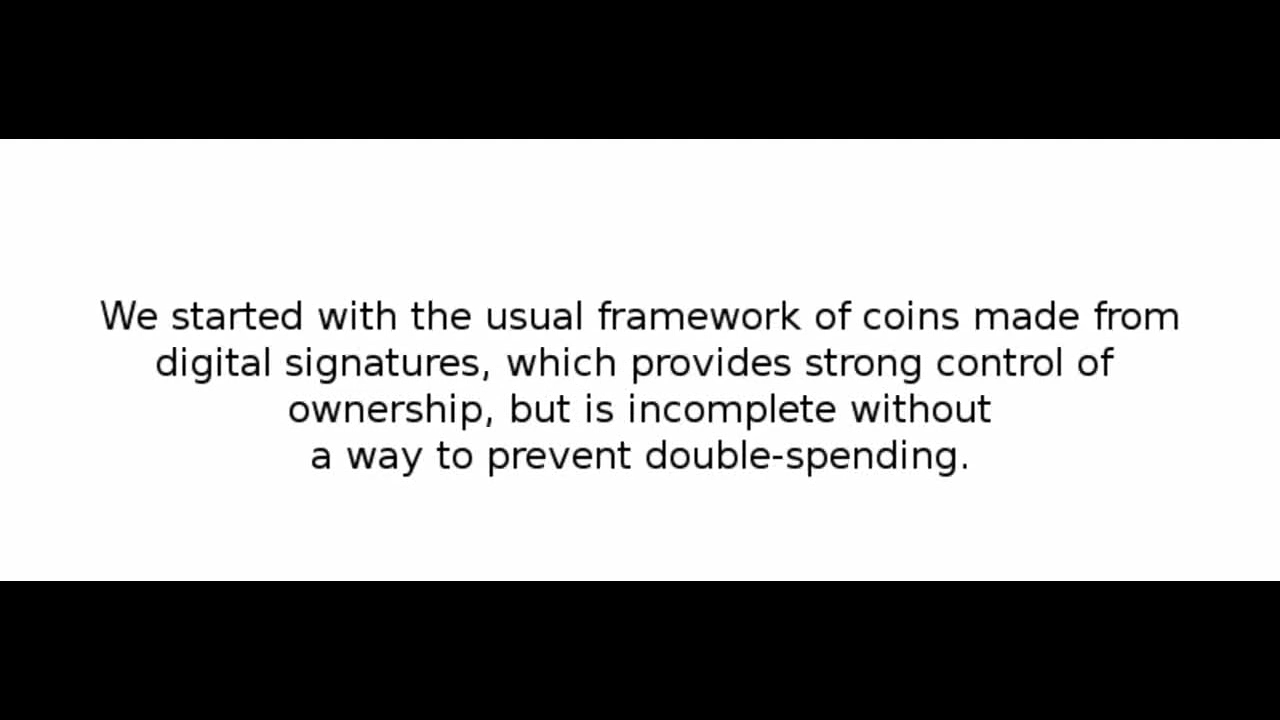 We started with the usual framework of coins made from
digital signatures, which provides strong control of
ownership, but is incomplete without
a way to prevent double-spending.